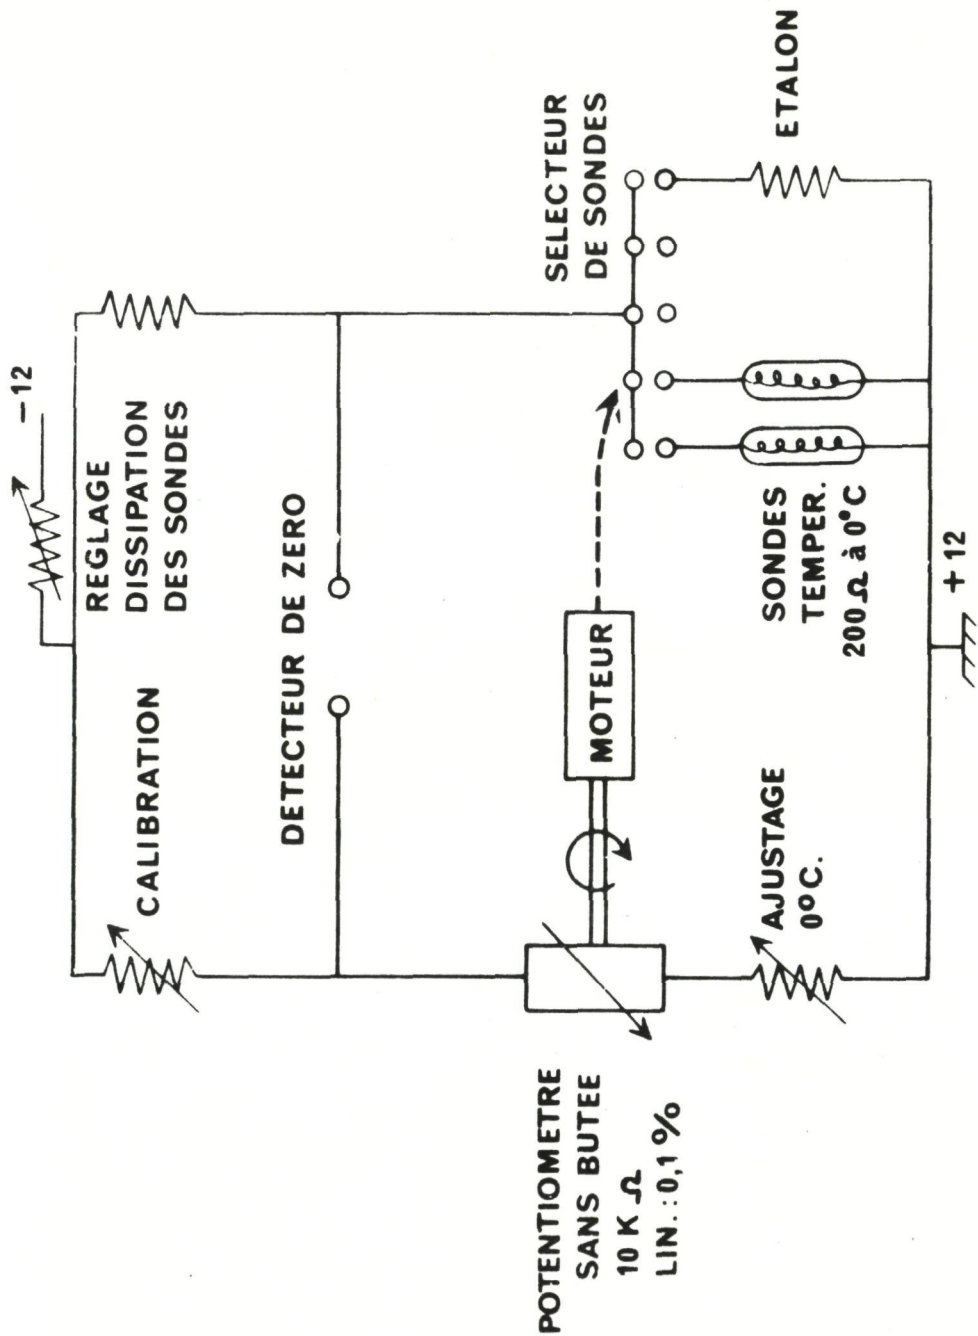 -12
REGLAGE
DISSIPATION
DES SONDES
CALIBRATION
DETECTEUR DE ZERO
SELECTEUR
DE SONDES
MOTEUR
POTENTIOMETRE
SANS BUTEE
10 K Ω
LIN.: 0,1 %
AJUSTAGE
0°C.
SONDES
TEMPER.
200 Ω à 0°C
ETALON
+12